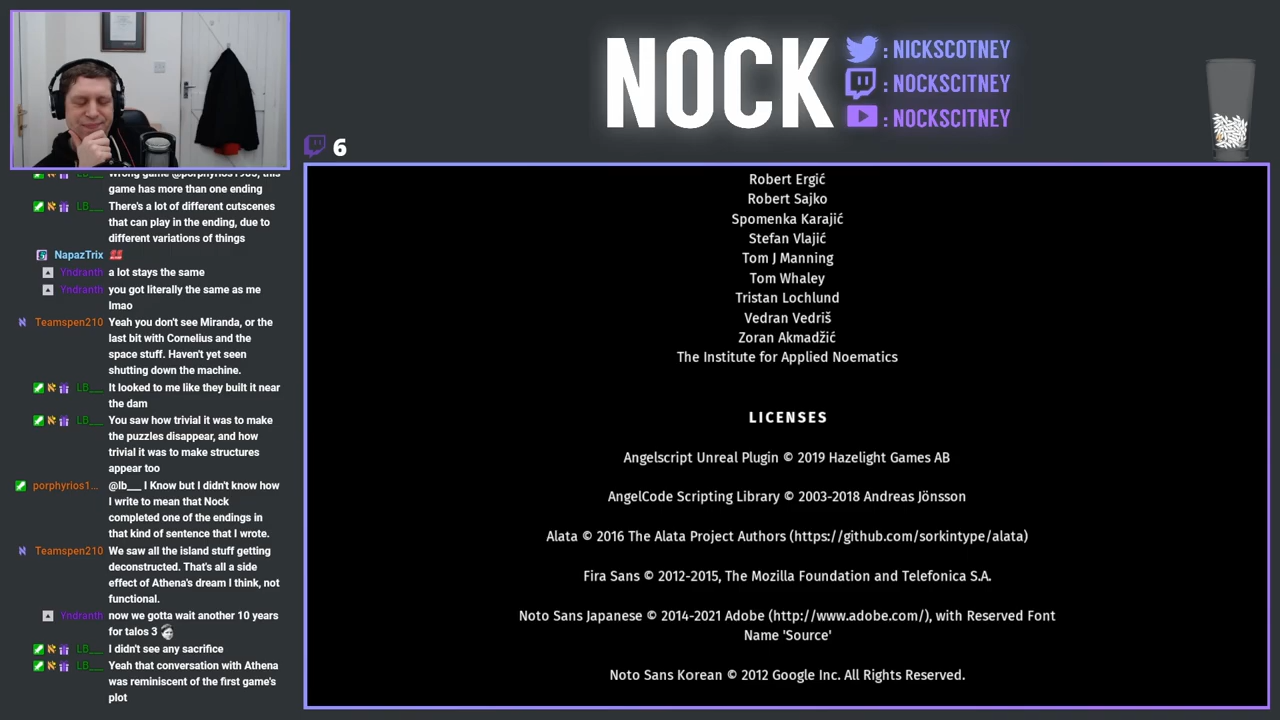 NOCK
: NICKSCOTNEY
: NOCKSCITNEY
: NOCKSCITNEY
6
LB___ Wrong game @porphyrios1985, this
game has more than one ending
LB___ There's a lot of different cutscenes
that can play in the ending, due to
different variations of things
NapazTrix
Yndranth a lot stays the same
Yndranth you got literally the same as me
lmao
Teamspen210 Yeah you don't see Miranda, or the
last bit with Cornelius and the
space stuff. Haven't yet seen
shutting down the machine.
LB___ It looked to me like they built it near
the dam
LB___ You saw how trivial it was to make
the puzzles disappear, and how
trivial it was to make structures
appear too
porphyrios1... @lb___ I Know but I didn't know how
I write to mean that Nock
completed one of the endings in
that kind of sentence that I wrote.
Teamspen210 We saw all the island stuff getting
deconstructed. That's all a side
effect of Athena's dream I think, not
functional.
Yndranth now we gotta wait another 10 years
for talos 3
LB___ I didn't see any sacrifice
LB___ Yeah that conversation with Athena
was reminiscent of the first game's
plot
Robert Ergić
Robert Sajko
Spomenka Karajić
Stefan Vlajić
Tom J Manning
Tom Whaley
Tristan Lochlund
Vedran Vedriš
Zoran Akmadžić
The Institute for Applied Noematics
LICENSES
Angelscript Unreal Plugin © 2019 Hazelight Games AB
AngelCode Scripting Library © 2003-2018 Andreas Jönsson
Alata © 2016 The Alata Project Authors (https://github.com/sorkintype/alata)
Fira Sans © 2012-2015, The Mozilla Foundation and Telefonica S.A.
Noto Sans Japanese © 2014-2021 Adobe (http://www.adobe.com/), with Reserved Font
Name 'Source'
Noto Sans Korean © 2012 Google Inc. All Rights Reserved.